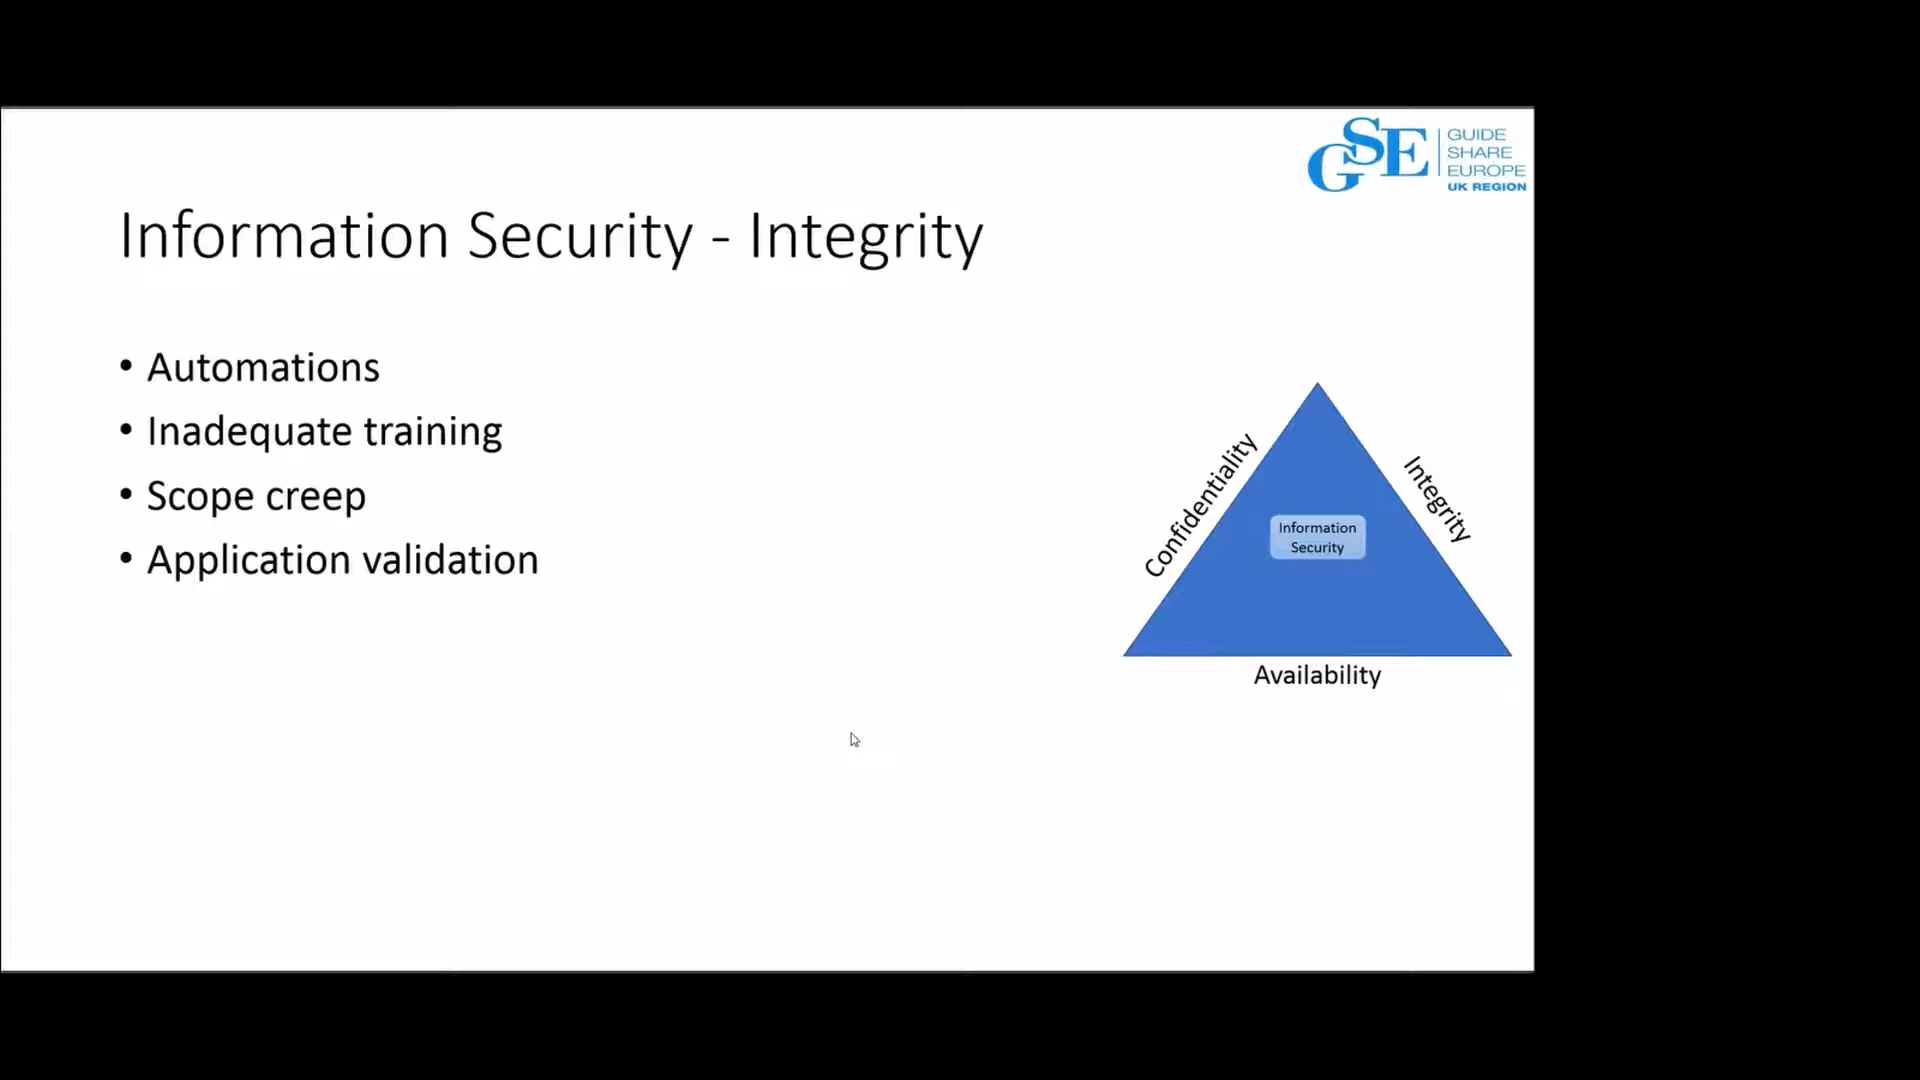 GSE
GUIDE
SHARE
EUROPE
UK REGION
Information Security - Integrity
• Automations
• Inadequate training
• Scope creep
• Application validation
Confidentiality
Integrity
Information
Security
Availability